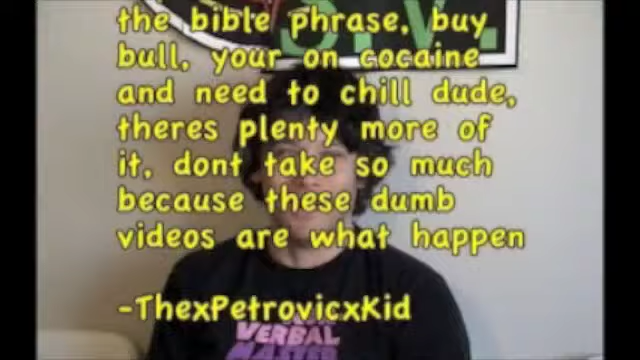 the bible phrase, buy
bull, your on cocaine
and need to chill dude,
theres plenty more of
it, dont take so much
because these dumb
videos are what happen
-ThexPetrovicxKid
VERBAL